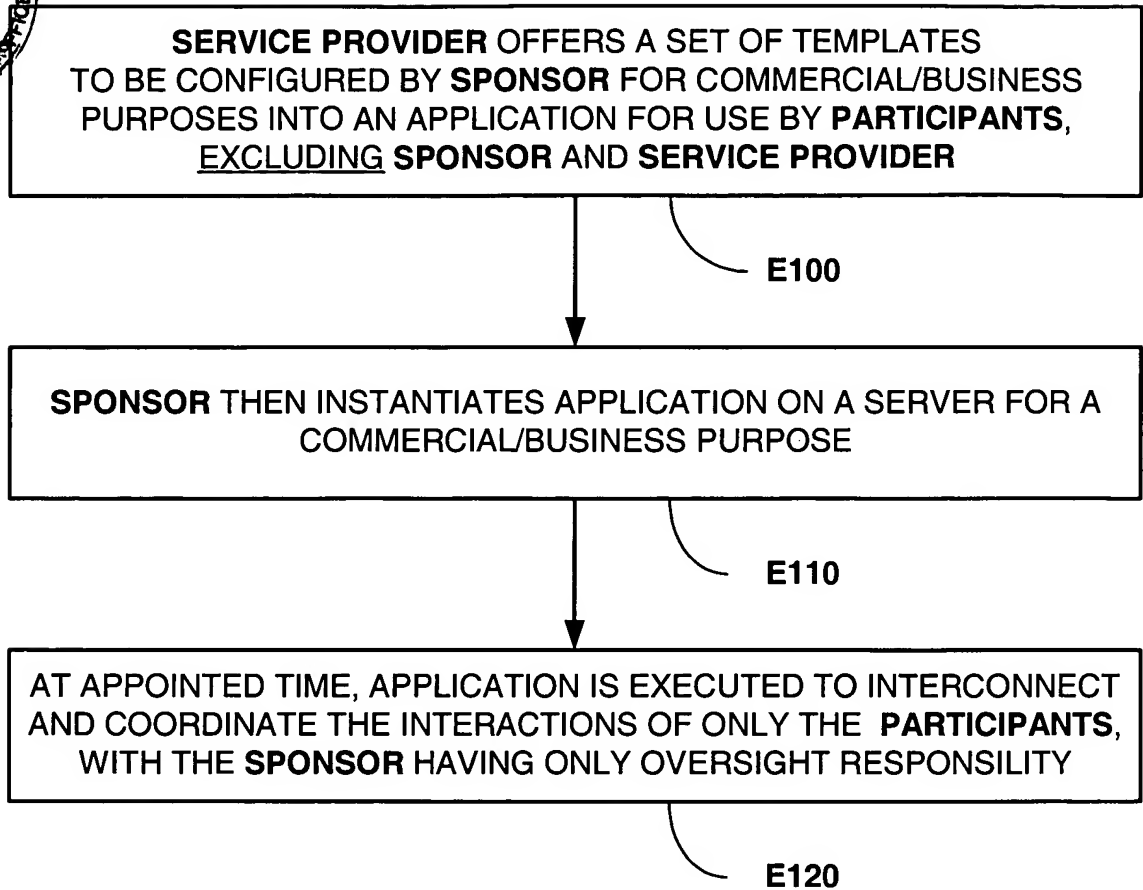 OFFICE
SERVICE PROVIDER OFFERS A SET OF TEMPLATES
TO BE CONFIGURED BY SPONSOR FOR COMMERCIAL/BUSINESS
PURPOSES INTO AN APPLICATION FOR USE BY PARTICIPANTS,
EXCLUDING SPONSOR AND SERVICE PROVIDER
E100
SPONSOR THEN INSTANTIATES APPLICATION ON A SERVER FOR A
COMMERCIAL/BUSINESS PURPOSE
E110
AT APPOINTED TIME, APPLICATION IS EXECUTED TO INTERCONNECT
AND COORDINATE THE INTERACTIONS OF ONLY THE PARTICIPANTS,
WITH THE SPONSOR HAVING ONLY OVERSIGHT RESPONSILITY
E120